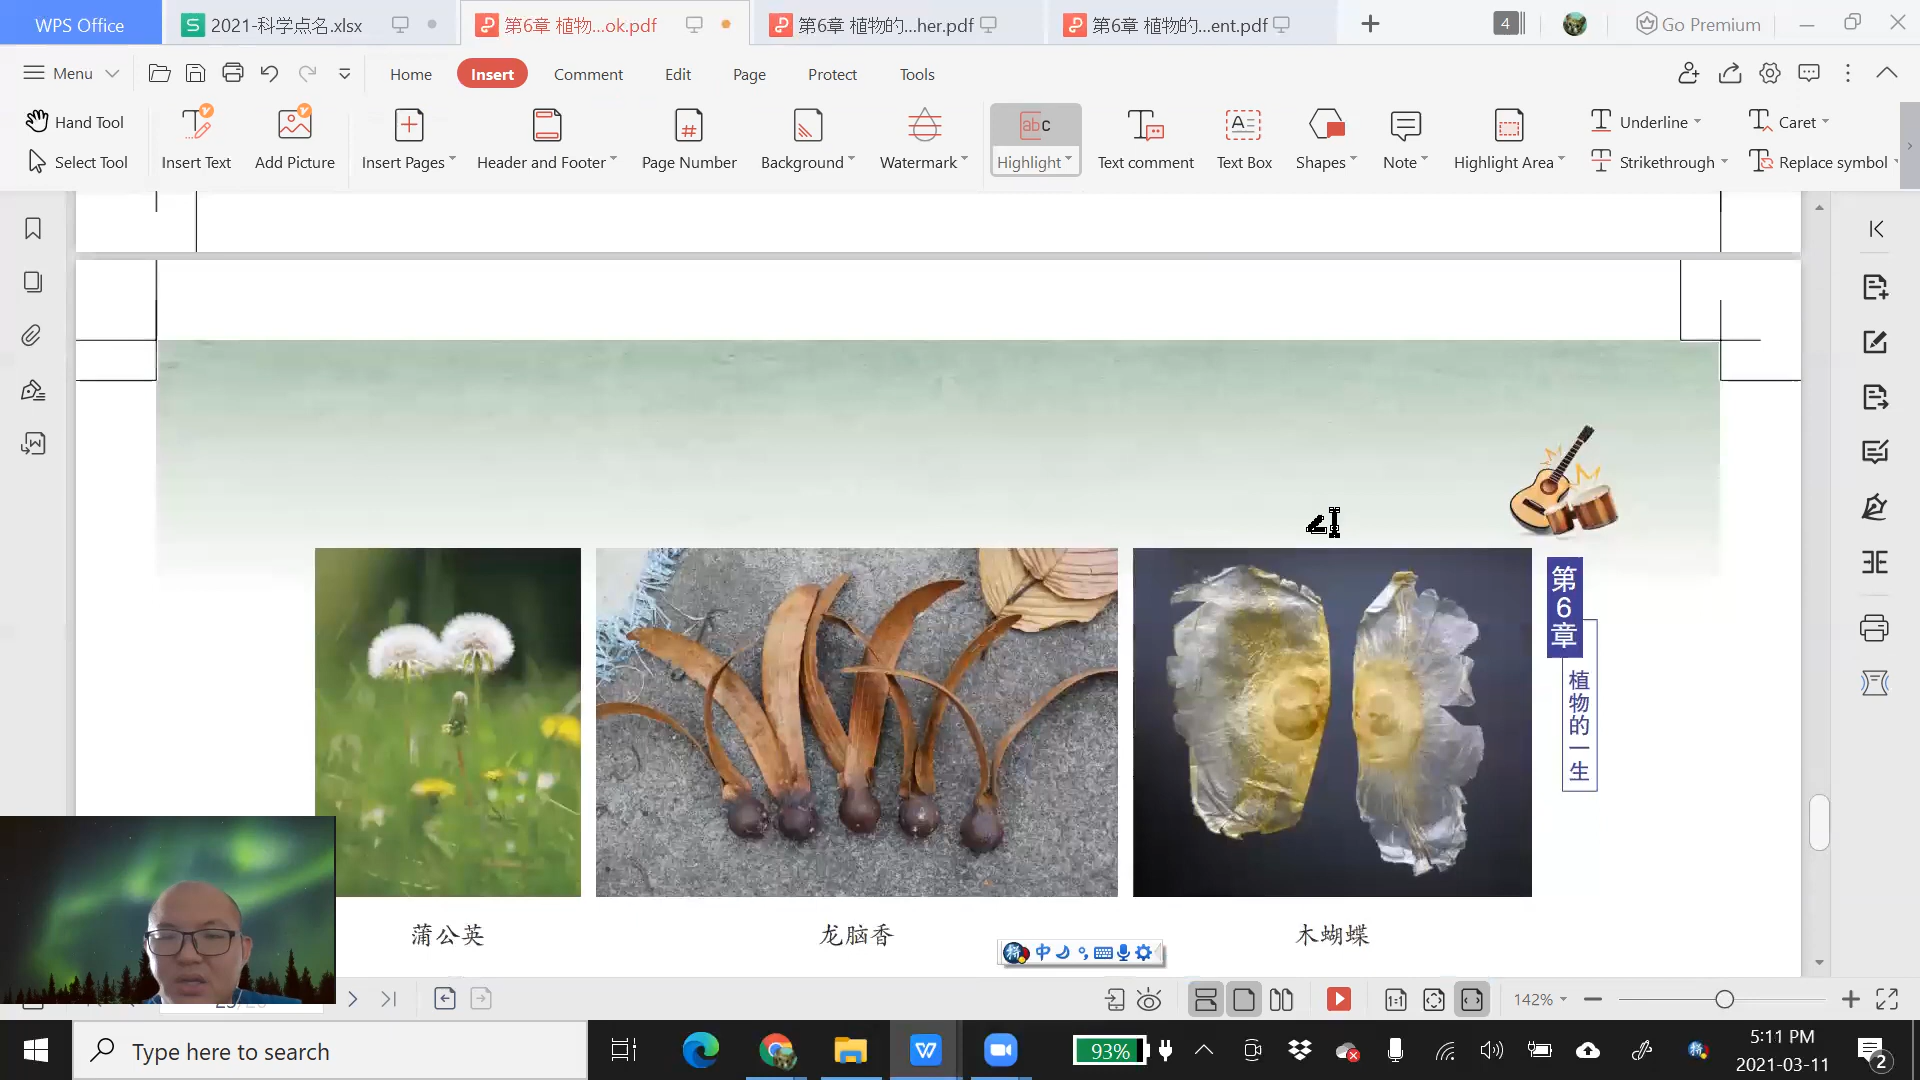 WPS Office
2021-科学点名.xlsx
第6章 植物...ok.pdf
第6章 植物的...her.pdf
第6章 植物的...ent.pdf
4
Go Premium
Menu
Home
Insert
Comment
Edit
Page
Protect
Tools
Hand Tool
Select Tool
Insert Text
Add Picture
Insert Pages
Header and Footer
Page Number
Background
Watermark
Highlight
Text comment
Text Box
Shapes
Note
Highlight Area
Underline
Strikethrough
Caret
Replace symbol
第6章
植物的一生
蒲公英
龙脑香
木蝴蝶
中
142%
Type here to search
93%
5:11 PM
2021-03-11
2